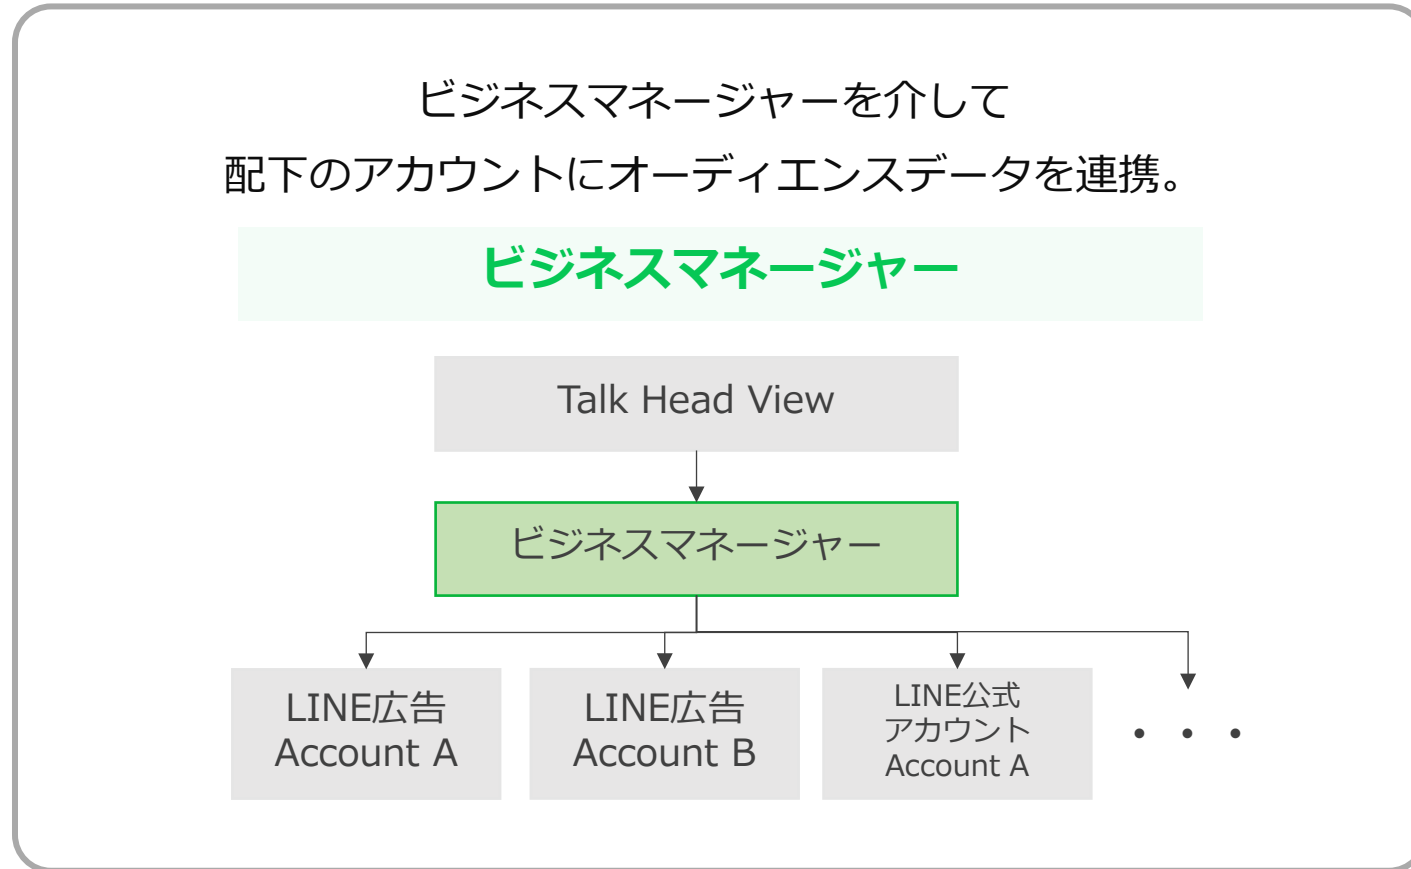 ビジネスマネージャーを介して
配下のアカウントにオーディエンスデータを連携。
ビジネスマネージャー
Talk Head View
ビジネスマネージャー
LINE広告
Account A
LINE広告
Account B
LINE公式
アカウント
Account A
・・・